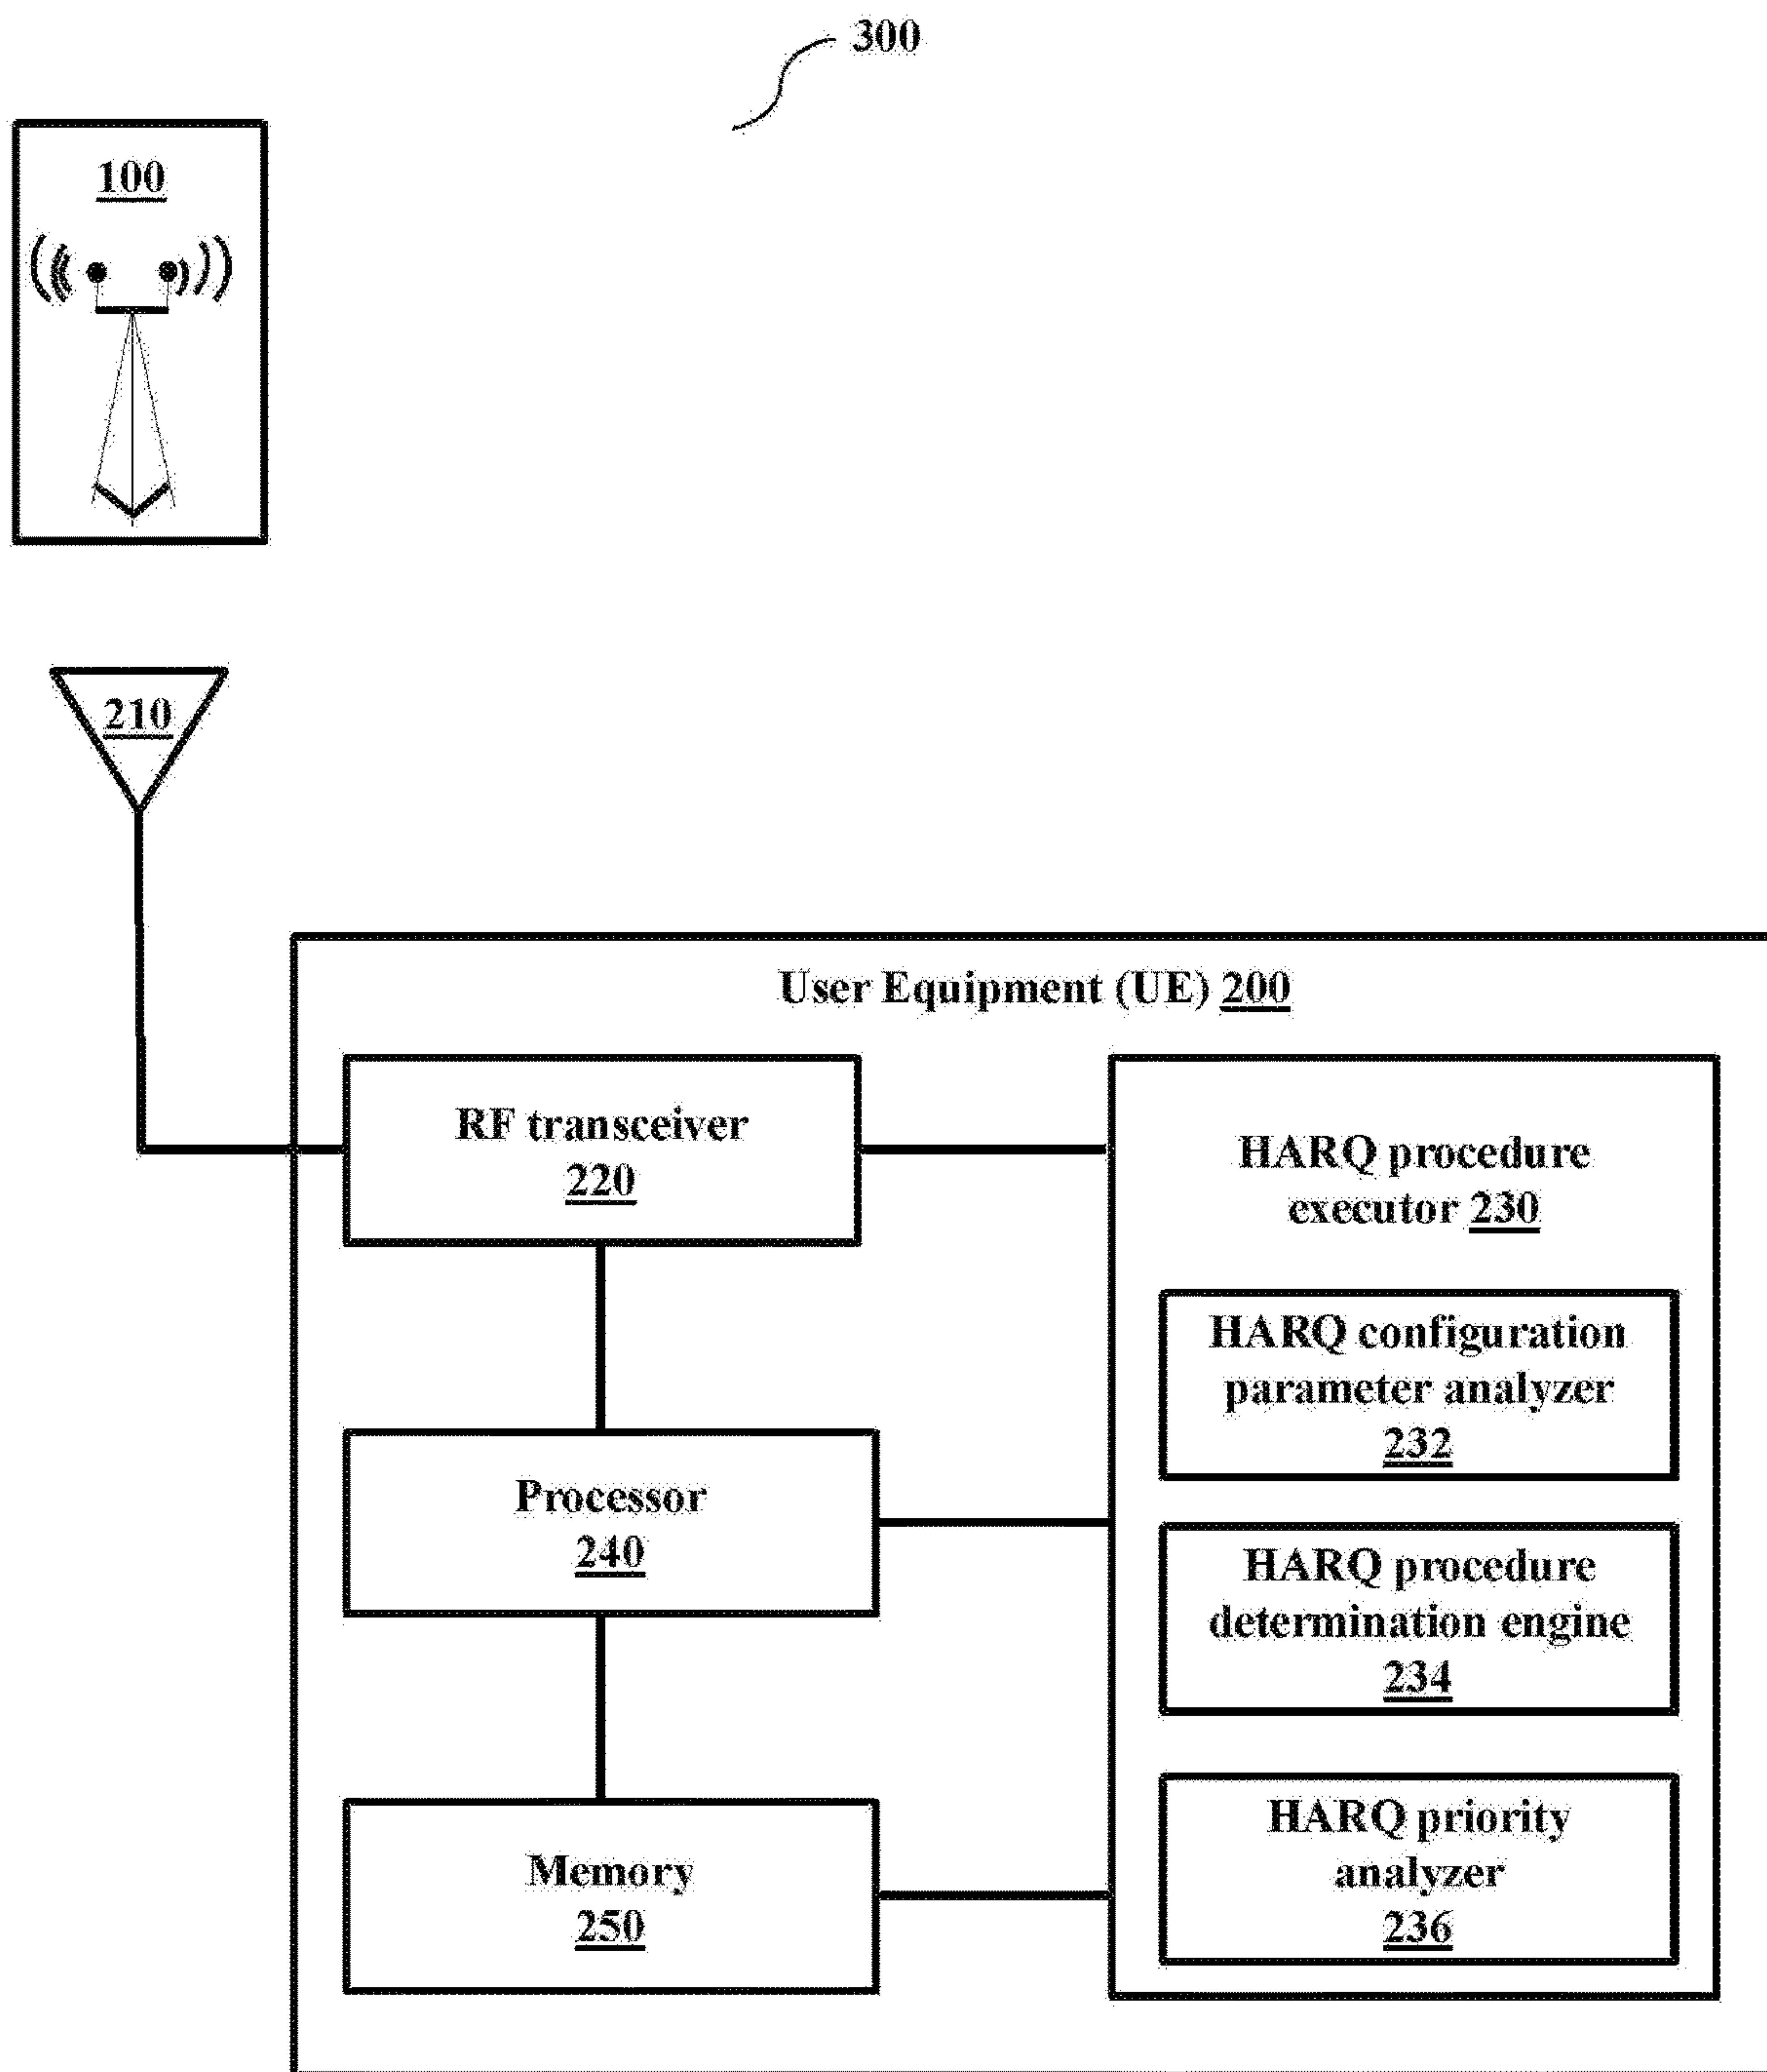 300
100
210
User Equipment (UE) 200
RF transceiver
220
HARQ procedure
executor 230
HARQ configuration
parameter analyzer
232
Processor
240
HARQ procedure
determination engine
234
Memory
250
HARQ priority
analyzer
236